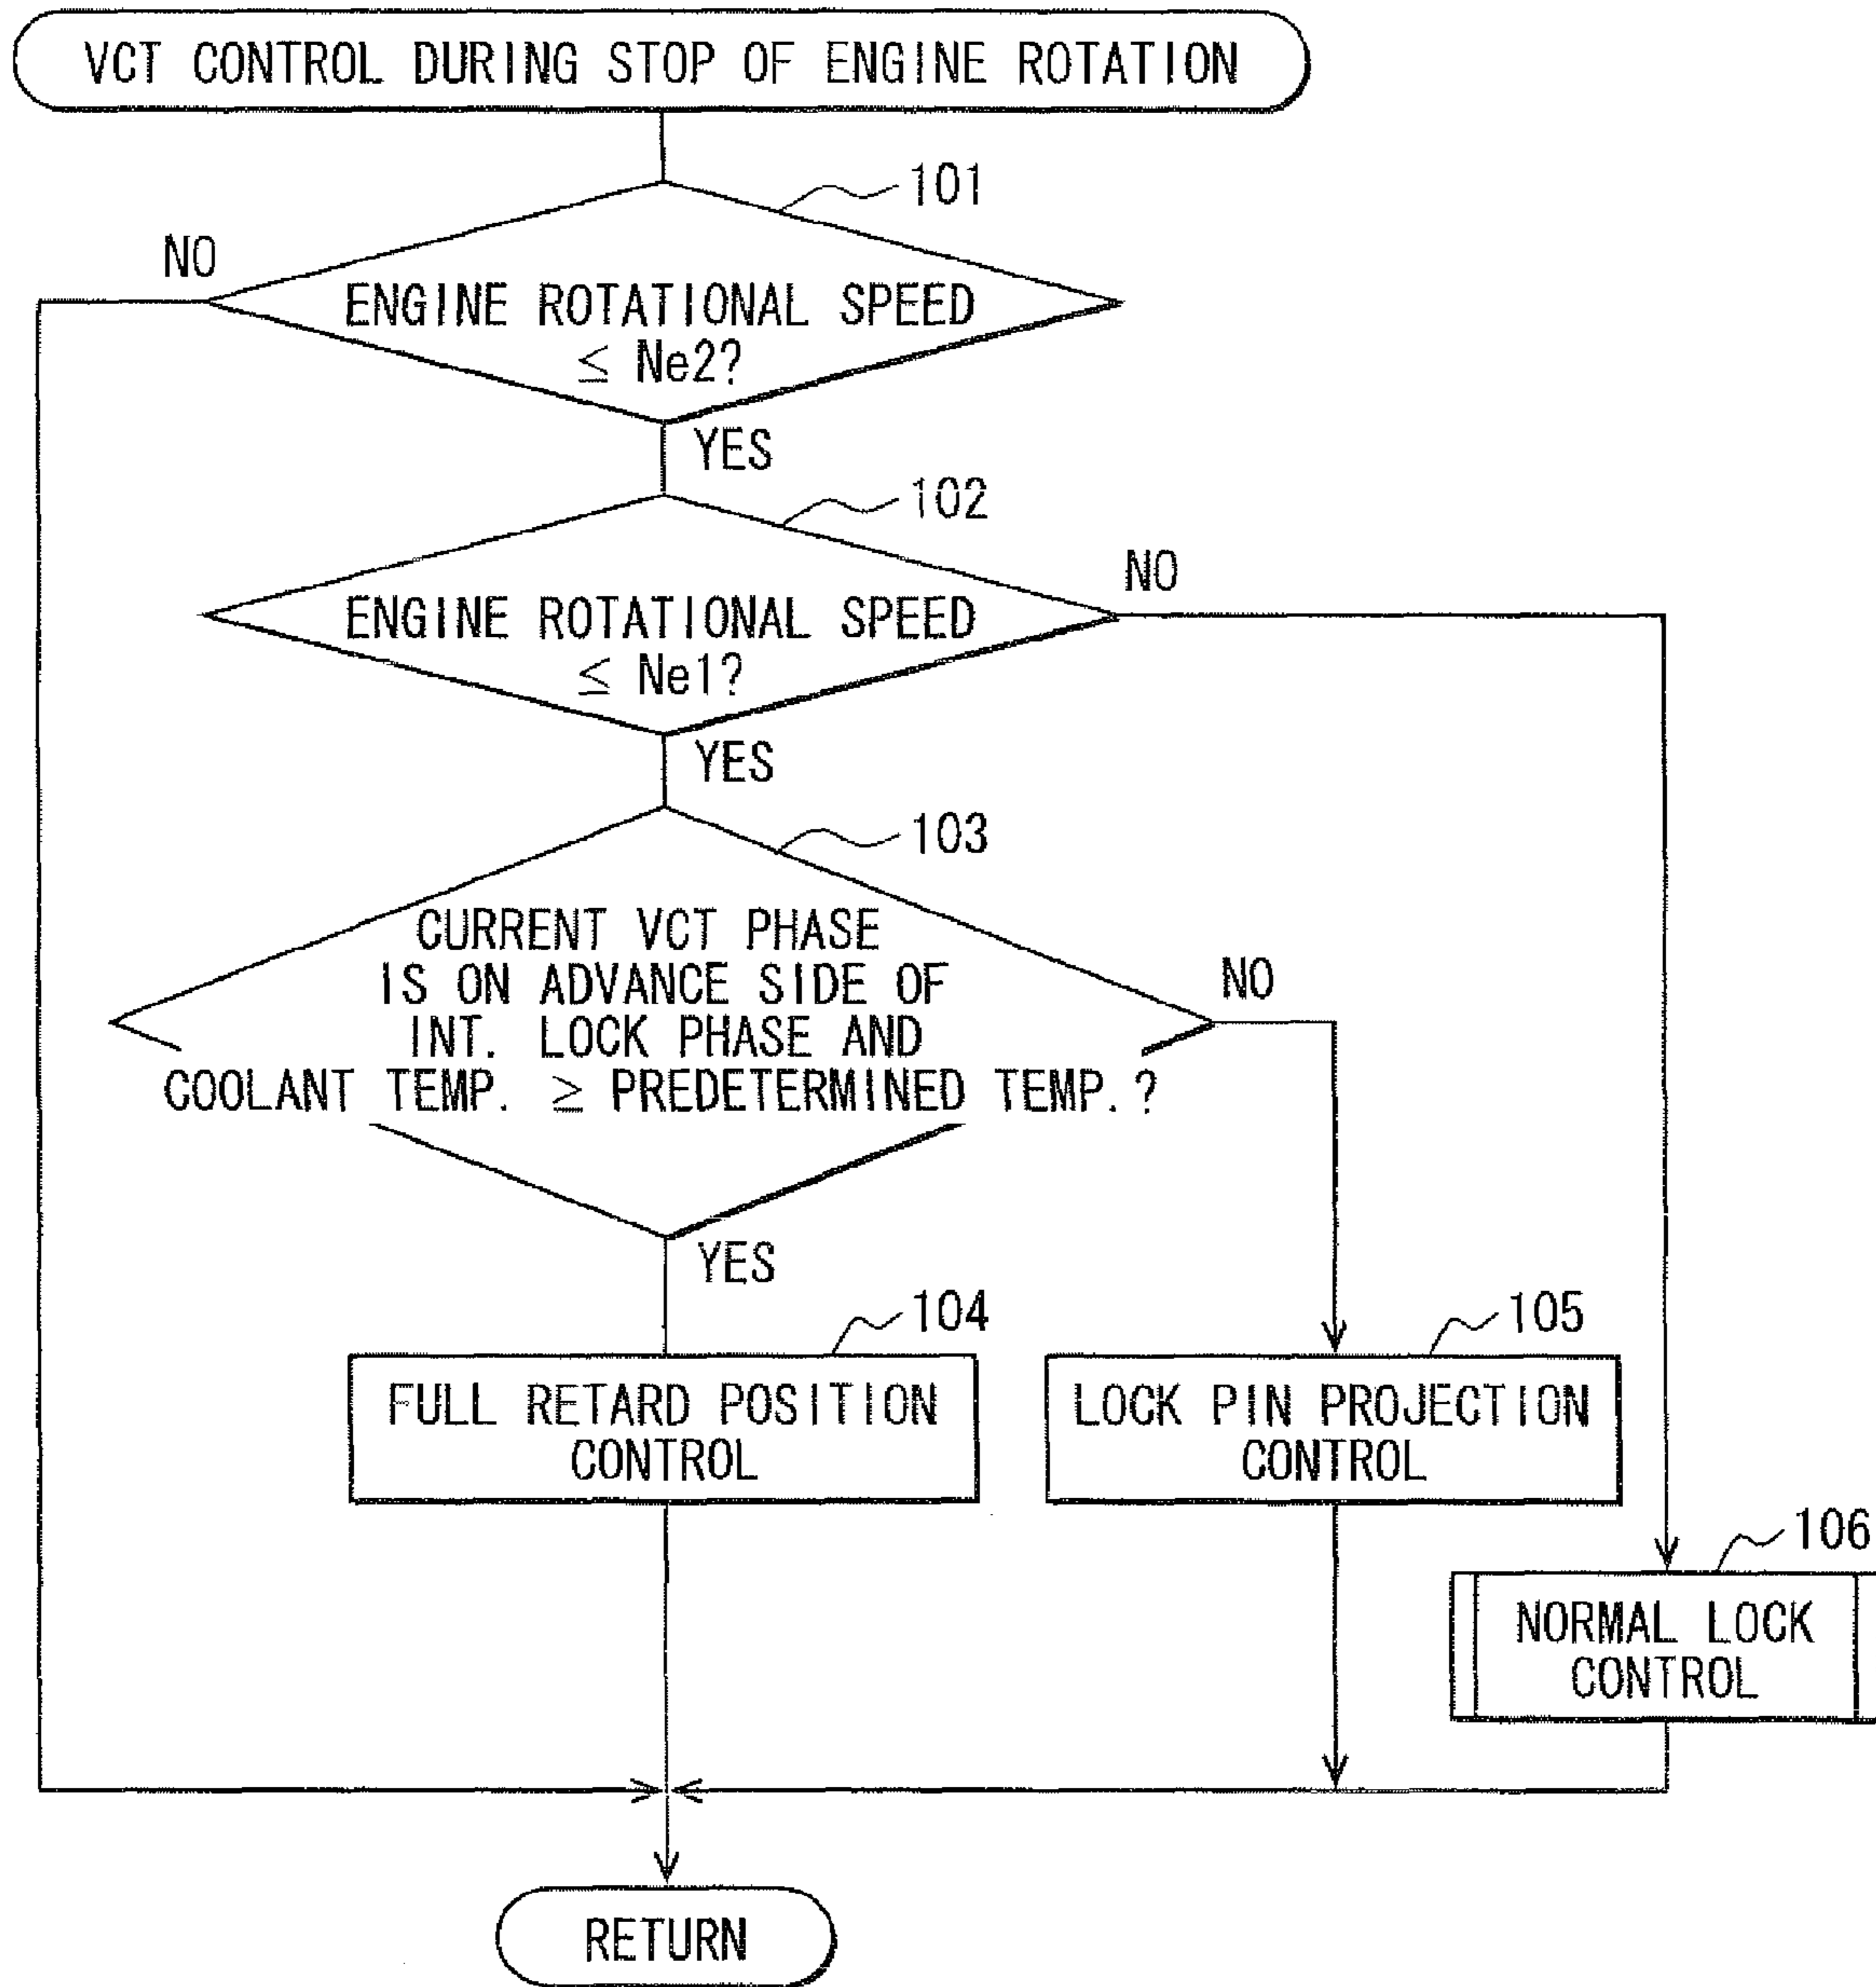 VCT CONTROL DURING STOP OF ENGINE ROTATION
101
NO
ENGINE ROTATIONAL SPEED
≤ Ne2?
YES
102
NO
ENGINE ROTATIONAL SPEED
≤ Ne1?
YES
103
CURRENT VCT PHASE
IS ON ADVANCE SIDE OF
INT. LOCK PHASE AND
COOLANT TEMP. ≥ PREDETERMINED TEMP.?
NO
YES
104
FULL RETARD POSITION
CONTROL
105
LOCK PIN PROJECTION
CONTROL
106
NORMAL LOCK
CONTROL
RETURN